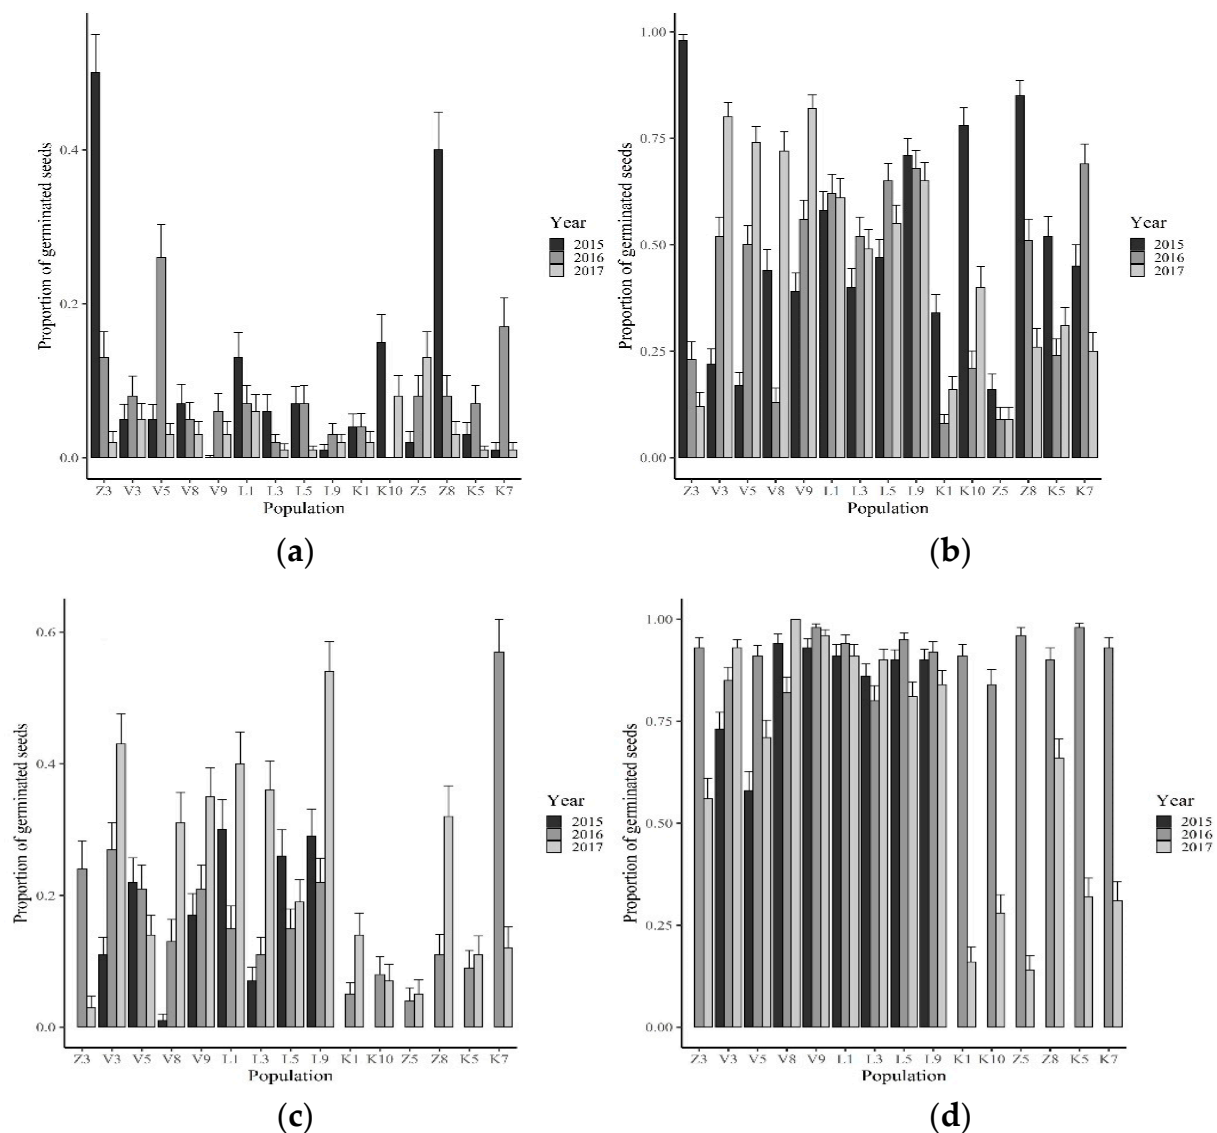 Proportion of germinated seeds
0.4
0.2
0.0
Z3 V3 V5 V8 V9 L1 L3 L5 L9 K1 K10 Z5 Z8 K5 K7
Population
Year
2015
2016
2017
(a)
Proportion of germinated seeds
1.00
0.75
0.50
0.25
0.00
Z3 V3 V5 V8 V9 L1 L3 L5 L9 K1 K10 Z5 Z8 K5 K7
Population
Year
2015
2016
2017
(b)
Proportion of germinated seeds
0.6
0.4
0.2
0.0
Z3 V3 V5 V8 V9 L1 L3 L5 L9 K1 K10 Z5 Z8 K5 K7
Population
Year
2015
2016
2017
(c)
Proportion of germinated seeds
1.00
0.75
0.50
0.25
0.00
Z3 V3 V5 V8 V9 L1 L3 L5 L9 K1 K10 Z5 Z8 K5 K7
Population
Year
2015
2016
2017
(d)